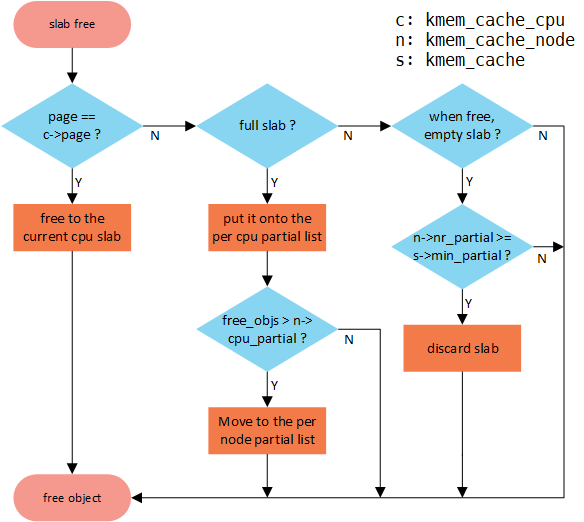 slab free
c: kmem_cache_cpu
n: kmem_cache_node
s: kmem_cache
page ==
c->page ?
N
full slab ?
N
when free,
empty slab ?
N
Y
Y
Y
free to the
current cpu slab
put it onto the
per cpu partial list
n->nr_partial >=
s->min_partial ?
N
Y
free_objs > n->
cpu_partial ?
N
discard slab
Y
Move to the per
node partial list
free object